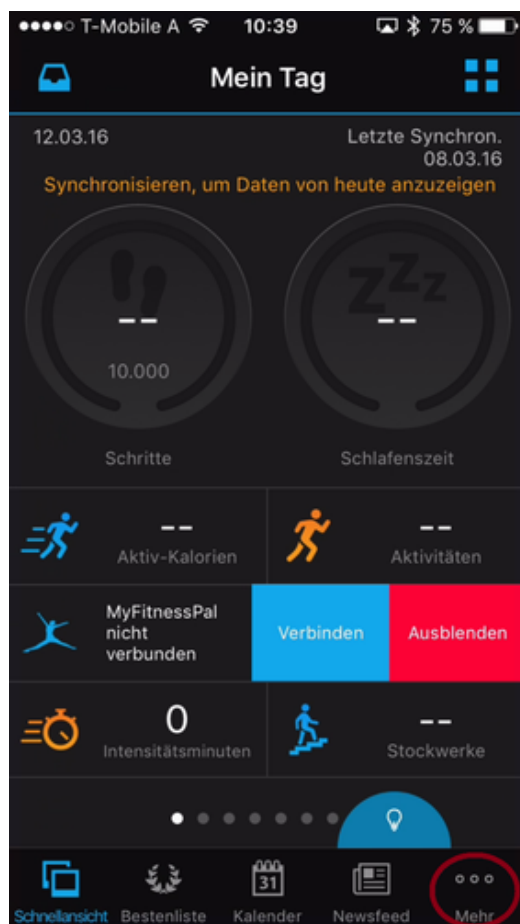 T-Mobile A 10:39 75 %
Mein Tag
12.03.16 Letzte Synchron.
08.03.16
Synchronisieren, um Daten von heute anzuzeigen
-- ZZZ --
10.000
Schritte Schlafenszeit
-- --
Aktiv-Kalorien Aktivitäten
MyFitnessPal
nicht
verbunden
Verbinden Ausblenden
0 --
Intensitätsminuten Stockwerke
31
Schnellansicht Bestenliste Kalender Newsfeed Mehr